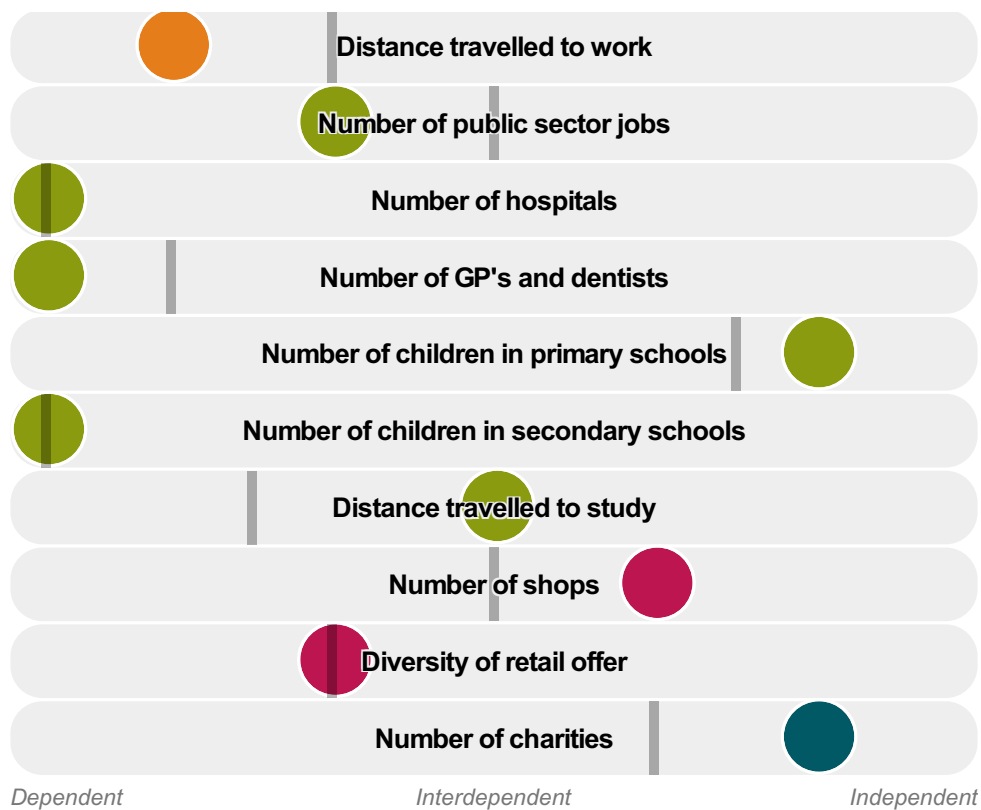 Distance travelled to work
Number of public sector jobs
Number of hospitals
Number of GP's and dentists
Number of children in primary schools
Number of children in secondary schools
Distance travelled to study
Number of shops
Diversity of retail offer
Number of charities
Dependent Interdependent Independent